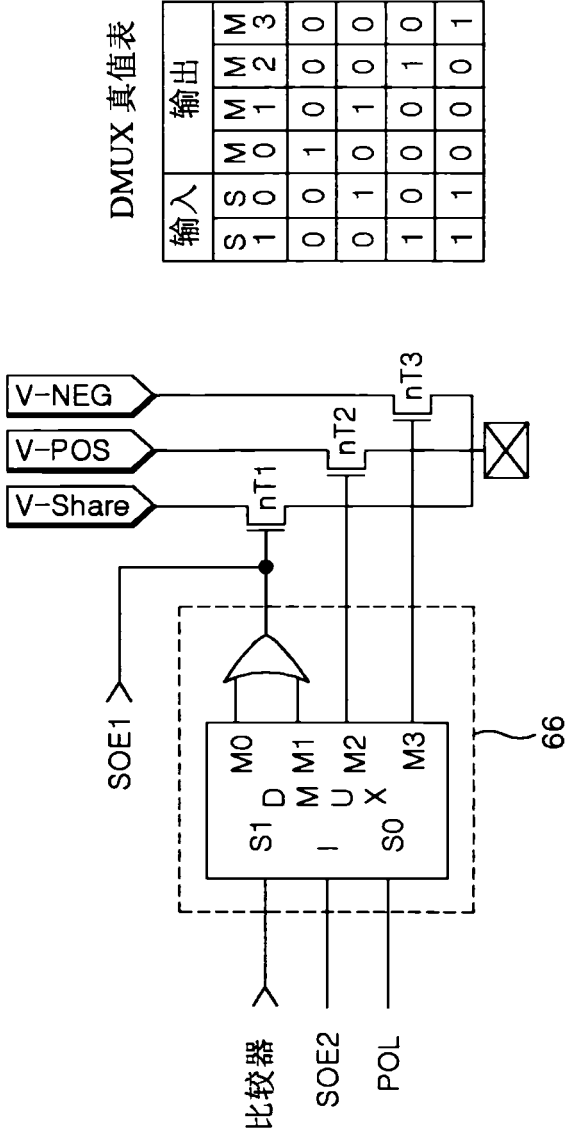 DMUX 真值表
输入 输出
S1 S0 M0 M1 M2 M3
0 0 1 0 0 0
0 1 0 1 0 0
1 0 0 0 1 0
1 1 0 0 0 1
V-Share
V-POS
V-NEG
SOE1
nT1
nT2
nT3
比较器
SOE2
POL
S1
I
S0
DMUX
M0
M1
M2
M3
66